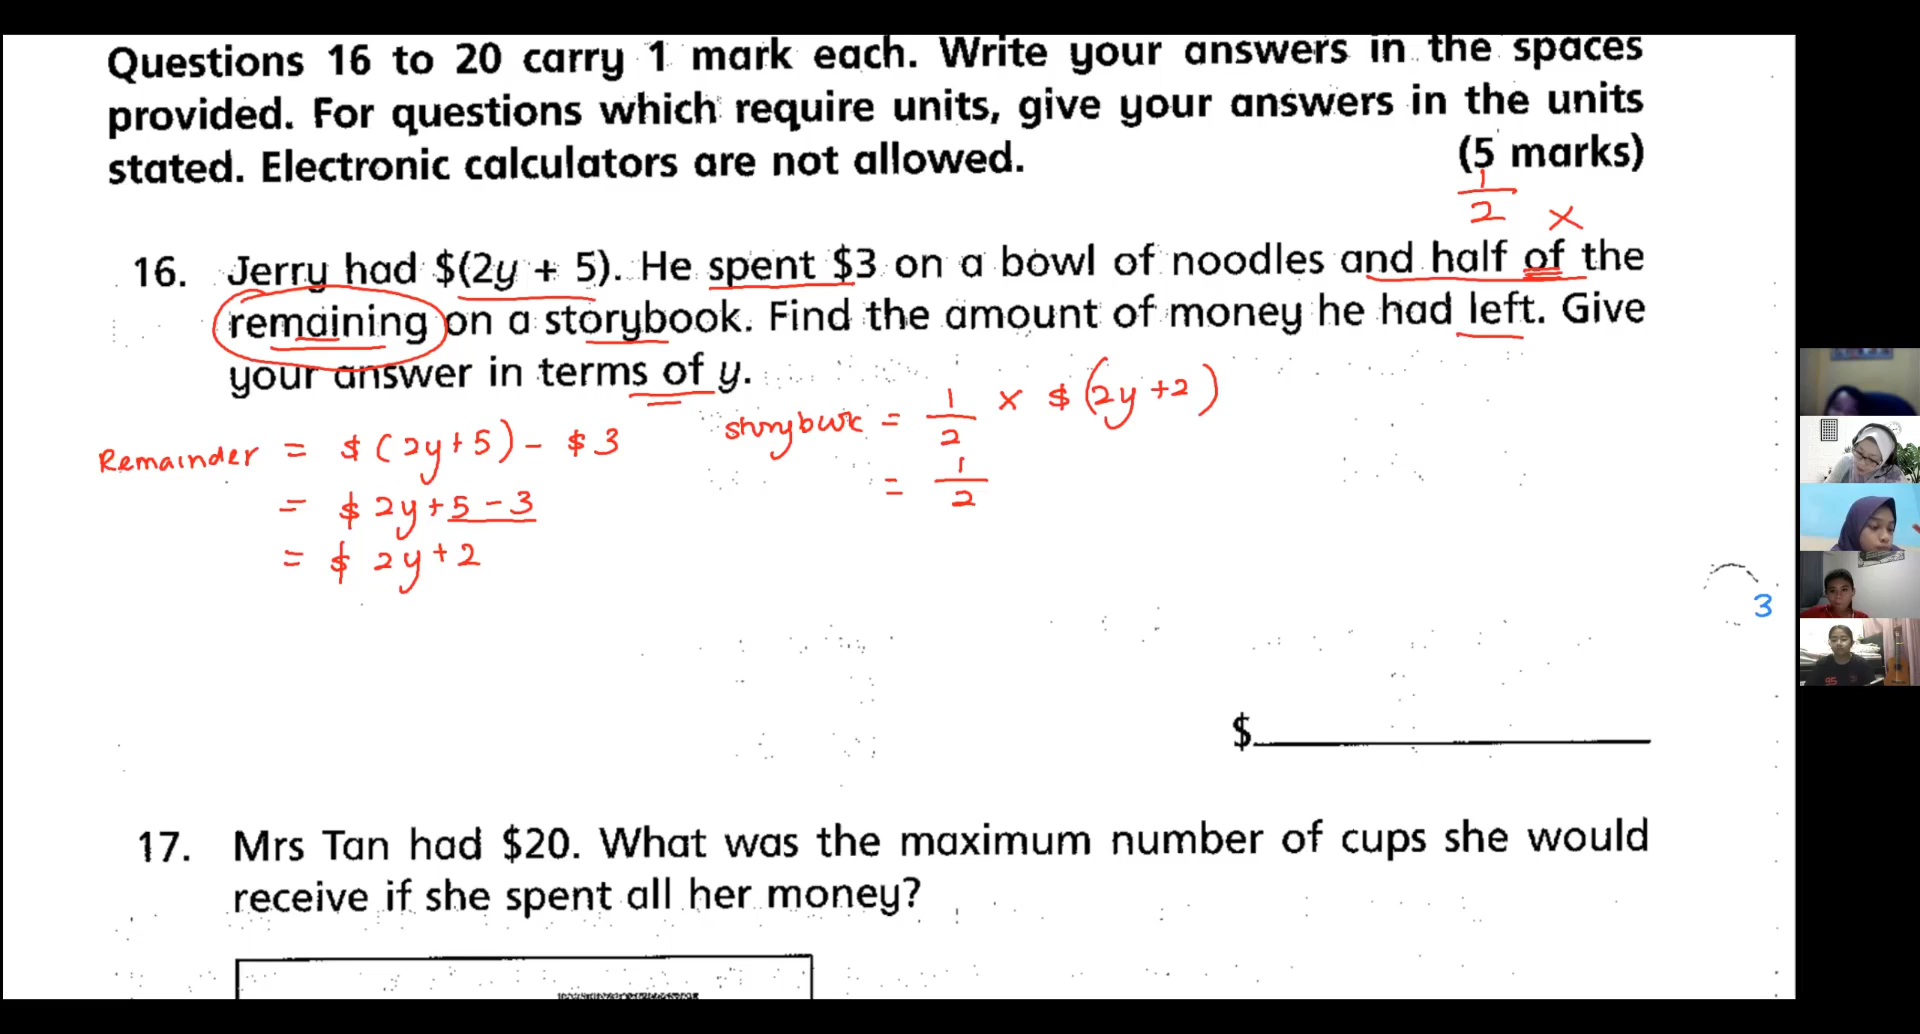 Questions 16 to 20 carry 1 mark each. Write your answers in the spaces
provided. For questions which require units, give your answers in the units
stated. Electronic calculators are not allowed.
(5 marks)
1/2 ×
16. Jerry had $(2y + 5). He spent $3 on a bowl of noodles and half of the
remaining on a storybook. Find the amount of money he had left. Give
your answer in terms of y.
Remainder = $(2y+5) - $3
= $ 2y+5-3
= $ 2y+2
storybook = 1/2 × $(2y+2)
= 1/2
3
$
17. Mrs Tan had $20. What was the maximum number of cups she would
receive if she spent all her money?